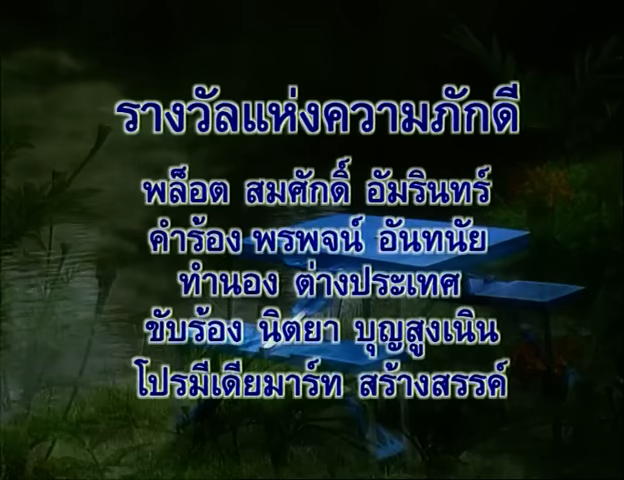 รางวัลแห่งความภักดี
พล็อต สมศักดิ์ อัมรินทร์
คำร้อง พรพจน์ อันทนัย
ทำนอง ต่างประเทศ
ขับร้อง นิตยา บุญสูงเนิน
โปรมีเดียมาร์ท สร้างสรรค์